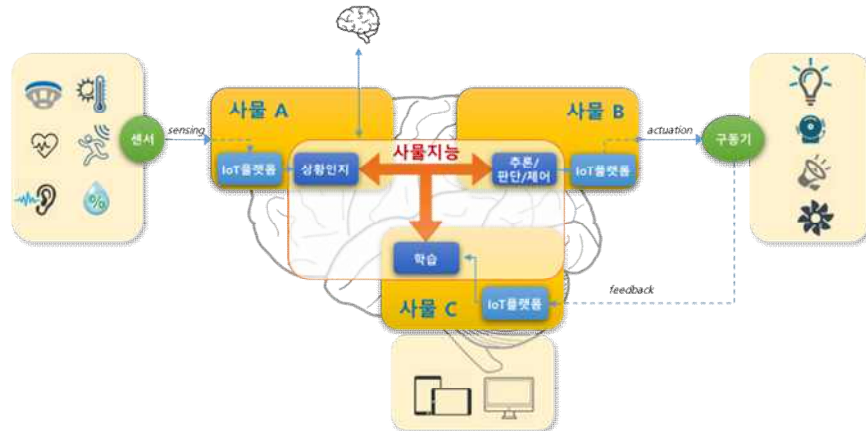 사물 A
사물 B
센서
sensing
actuation
구동기
사물지능
IoT플랫폼
상황인지
추론/
판단/제어
IoT플랫폼
%
학습
feedback
사물 C
IoT플랫폼